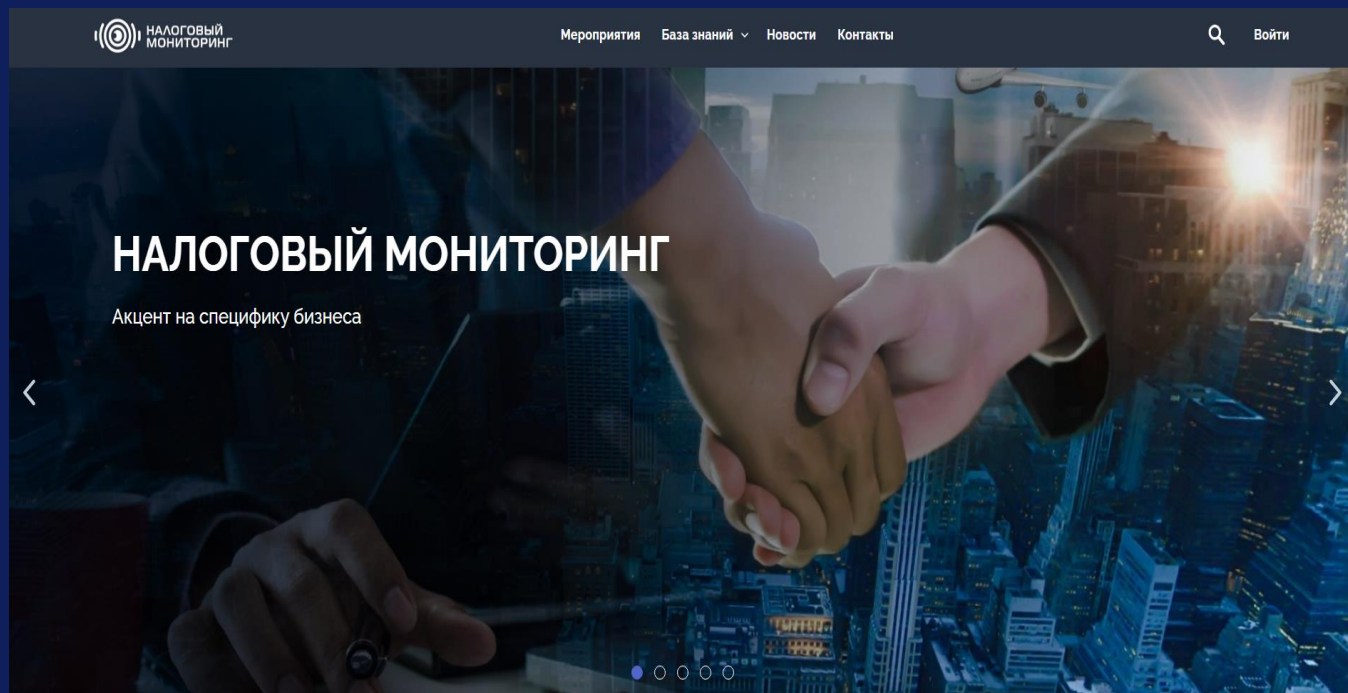 НАЛОГОВЫЙ
МОНИТОРИНГ
Мероприятия База знаний Новости Контакты
Войти
НАЛОГОВЫЙ МОНИТОРИНГ
Акцент на специфику бизнеса